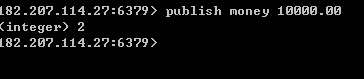 182.207.114.27:6379> publish money 10000.00
(integer) 2
182.207.114.27:6379>